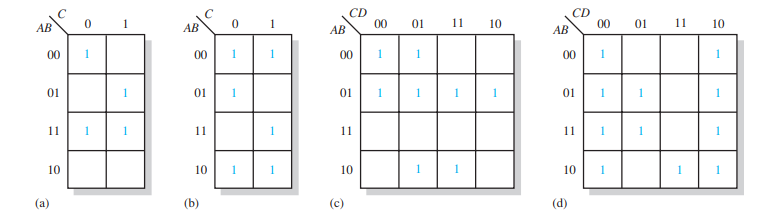 C
AB 0 1
00 1
01 1
11 1 1
10
(a)
C
AB 0 1
00 1 1
01 1
11 1
10 1 1
(b)
CD
AB 00 01 11 10
00 1 1
01 1 1 1 1
11
10 1 1
(c)
CD
AB 00 01 11 10
00 1 1
01 1 1 1
11 1 1 1
10 1 1 1
(d)